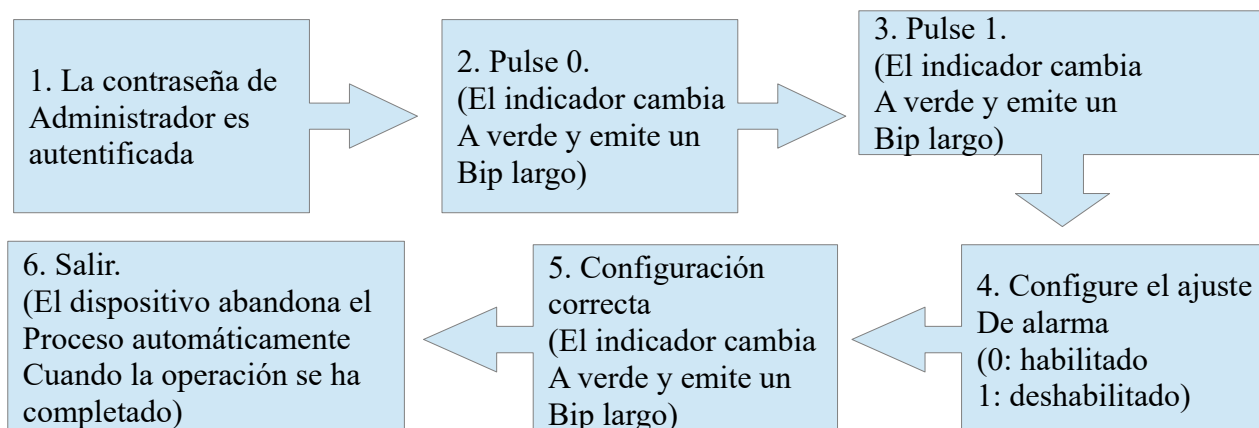 1. La contraseña de
Administrador es
autentificada
2. Pulse 0.
(El indicador cambia
A verde y emite un
Bip largo)
3. Pulse 1.
(El indicador cambia
A verde y emite un
Bip largo)
4. Configure el ajuste
De alarma
(0: habilitado
1: deshabilitado)
5. Configuración
correcta
(El indicador cambia
A verde y emite un
Bip largo)
6. Salir.
(El dispositivo abandona el
Proceso automáticamente
Cuando la operación se ha
completado)